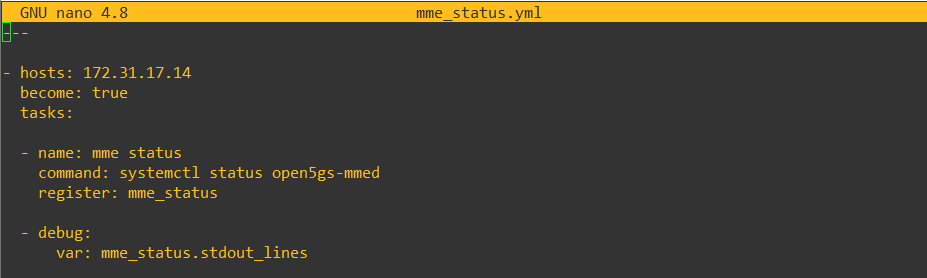 GNU nano 4.8 mme_status.yml
---
- hosts: 172.31.17.14
  become: true
  tasks:
  - name: mme status
    command: systemctl status open5gs-mmed
    register: mme_status
  - debug:
      var: mme_status.stdout_lines